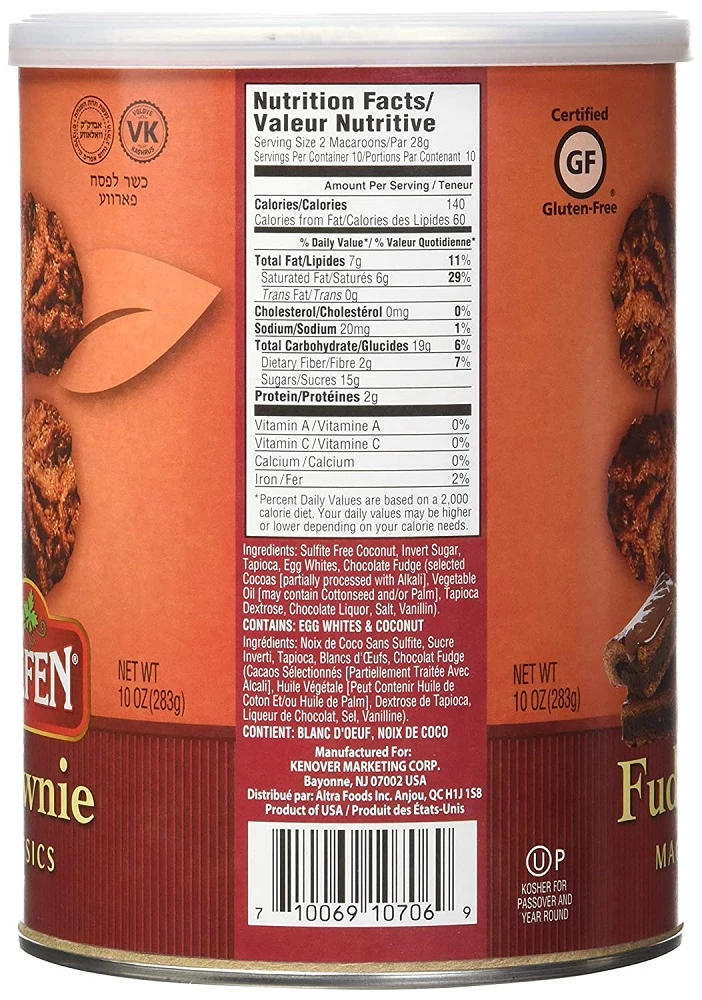 VK
כשר לפסח
פארווע
Certified
GF
Gluten-Free
Nutrition Facts/
Valeur Nutritive
Serving Size 2 Macaroons/Par 28g
Servings Per Container 10/Portions Par Contenant 10
Amount Per Serving / Teneur
Calories/Calories 140
Calories from Fat/Calories des Lipides 60
% Daily Value*/ % Valeur Quotidienne*
Total Fat/Lipides 7g 11%
Saturated Fat/Saturés 6g 29%
Trans Fat/Trans 0g
Cholesterol/Cholestérol 0mg 0%
Sodium/Sodium 20mg 1%
Total Carbohydrate/Glucides 19g 6%
Dietary Fiber/Fibre 2g 7%
Sugars/Sucres 15g
Protein/Protéines 2g
Vitamin A/Vitamine A 0%
Vitamin C/Vitamine C 0%
Calcium/Calcium 0%
Iron/Fer 2%
*Percent Daily Values are based on a 2,000
calorie diet. Your daily values may be higher
or lower depending on your calorie needs.
Ingredients: Sulfite Free Coconut, Invert Sugar,
Tapioca, Egg Whites, Chocolate Fudge (selected
Cocoas [partially processed with Alkali], Vegetable
Oil [may contain Cottonseed and/or Palm], Tapioca
Dextrose, Chocolate Liquor, Salt, Vanillin).
CONTAINS: EGG WHITES & COCONUT
Ingrédients: Noix de Coco Sans Sulfite, Sucre
Inverti, Tapioca, Blancs d'Œufs, Chocolat Fudge
(Cacaos Sélectionnés [Partiellement Traitée Avec
Alcali], Huile Végétale [Peut Contenir Huile de
Coton Et/ou Huile de Palm], Dextrose de Tapioca,
Liqueur de Chocolat, Sel, Vanilline).
CONTIENT: BLANC D'OEUF, NOIX DE COCO
Manufactured For:
KENOVER MARKETING CORP.
Bayonne, NJ 07002 USA
Distribué par: Altra Foods Inc. Anjou, QC H1J 1S8
Product of USA / Produit des États-Unis
7 10069 10706 9
FEN®
NET WT
10 OZ(283g)
wnie
SICS
NET WT
10 OZ(283g)
Fud
MA
U P
KOSHER FOR
PASSOVER AND
YEAR ROUND